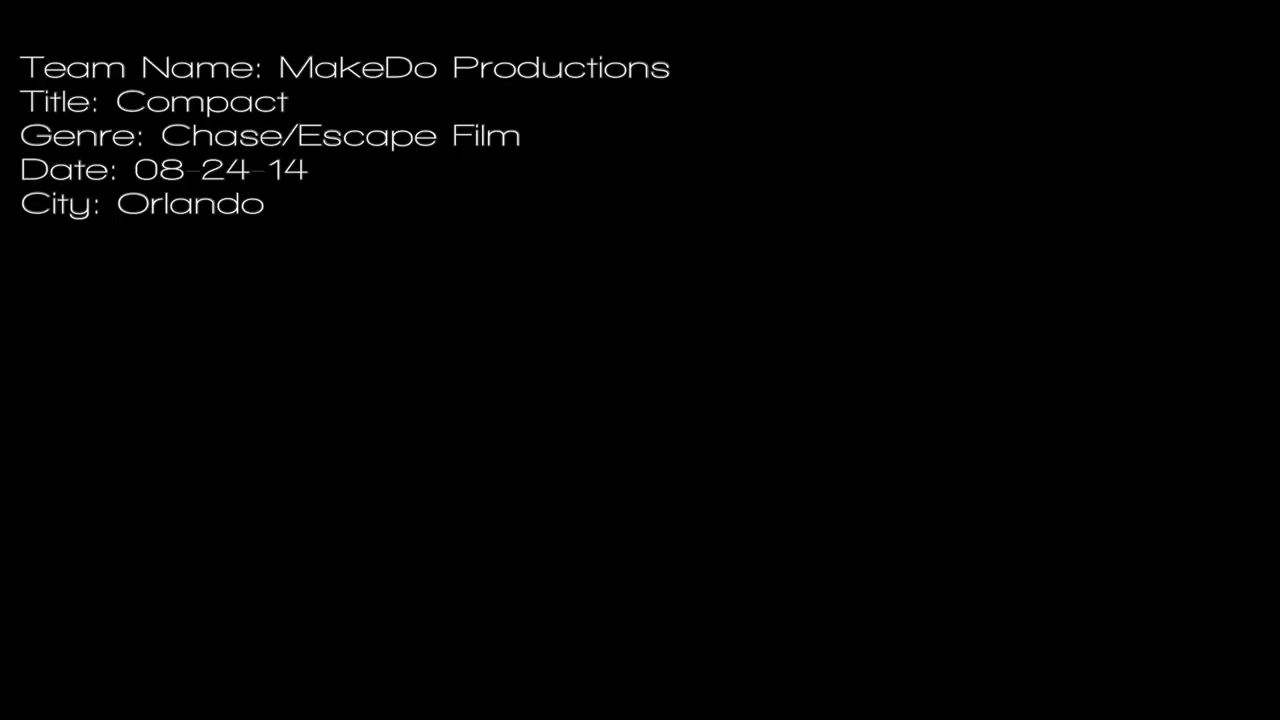 Team Name: MakeDo Productions
Title: Compact
Genre: Chase/Escape Film
Date: 08-24-14
City: Orlando